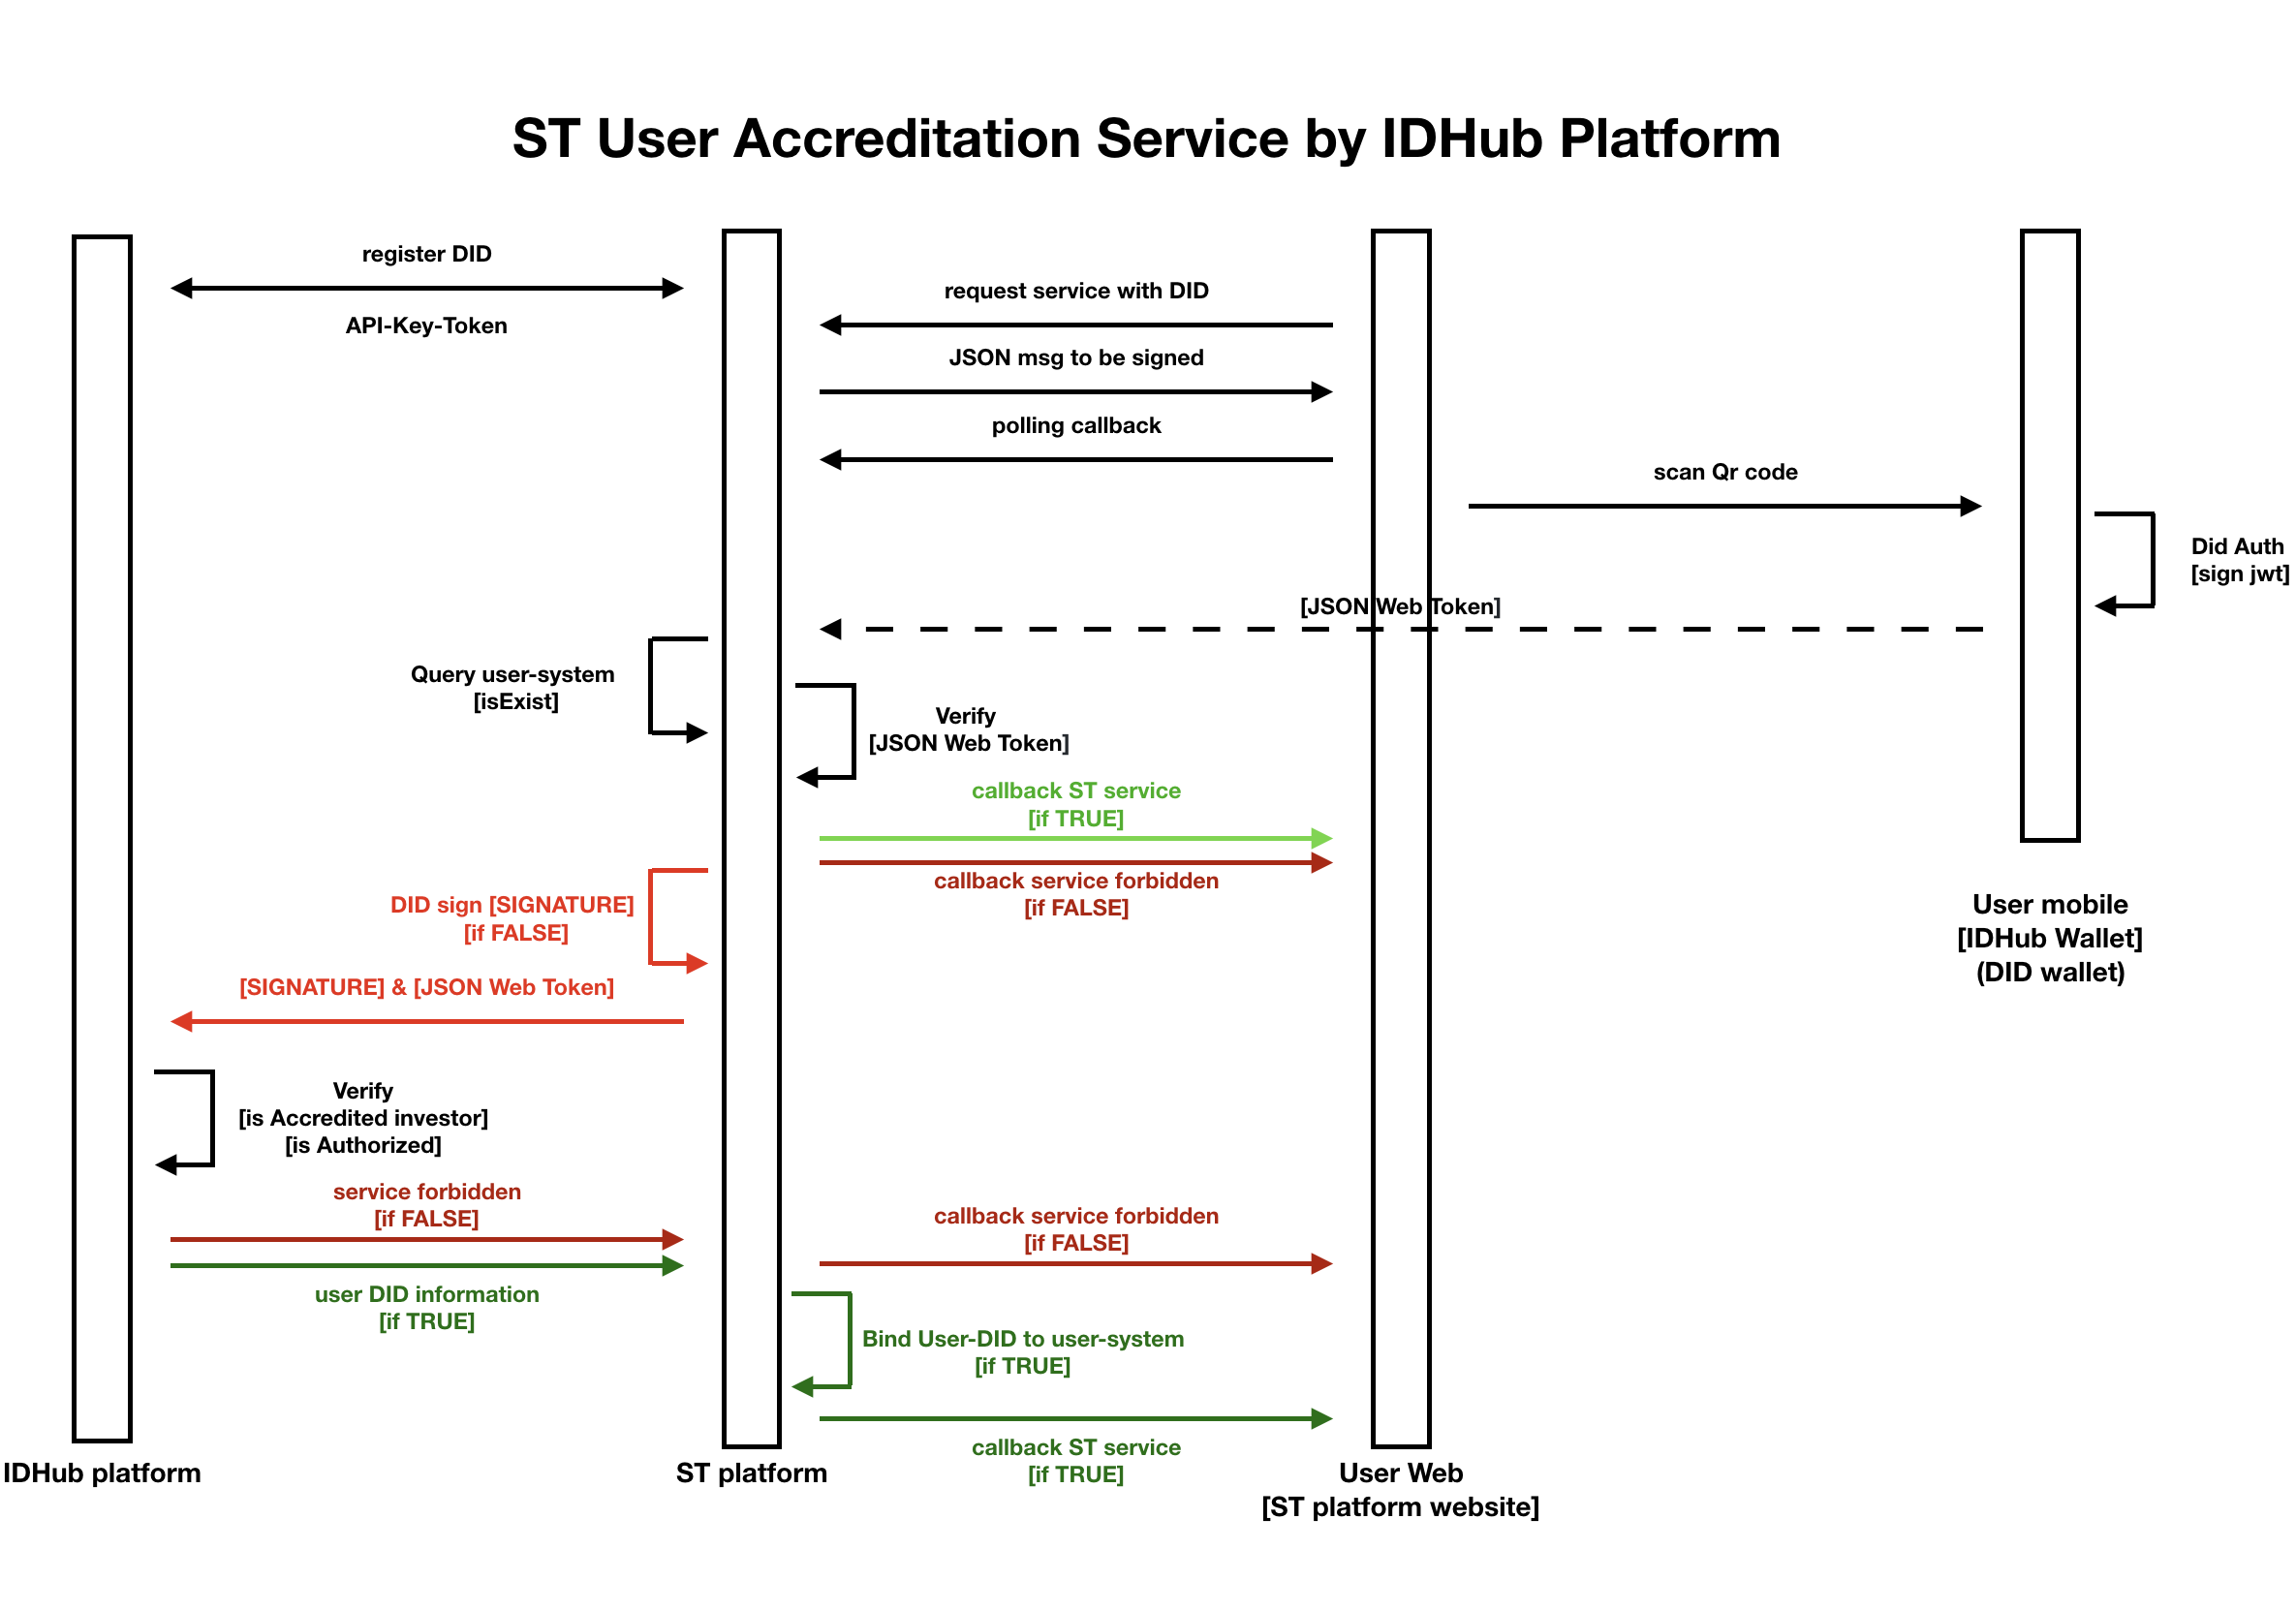 ST User Accreditation Service by IDHub Platform
register DID
API-Key-Token
request service with DID
JSON msg to be signed
polling callback
scan Qr code
Did Auth
[sign jwt]
[JSON Web Token]
Query user-system
[isExist]
Verify
[JSON Web Token]
callback ST service
[if TRUE]
callback service forbidden
[if FALSE]
DID sign [SIGNATURE]
[if FALSE]
[SIGNATURE] & [JSON Web Token]
User mobile
[IDHub Wallet]
(DID wallet)
Verify
[is Accredited investor]
[is Authorized]
service forbidden
[if FALSE]
user DID information
[if TRUE]
callback service forbidden
[if FALSE]
Bind User-DID to user-system
[if TRUE]
callback ST service
[if TRUE]
IDHub platform
ST platform
User Web
[ST platform website]